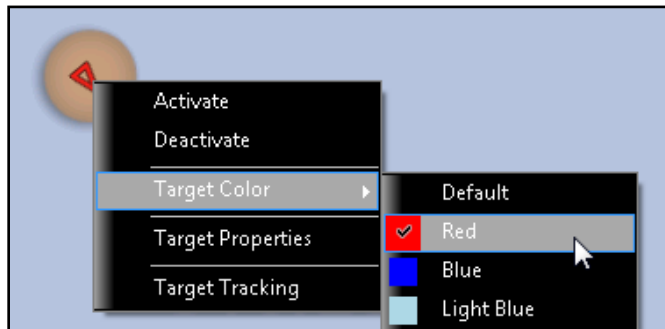 Activate
Deactivate
Target Color
Default
Red
Target Properties
Blue
Target Tracking
Light Blue